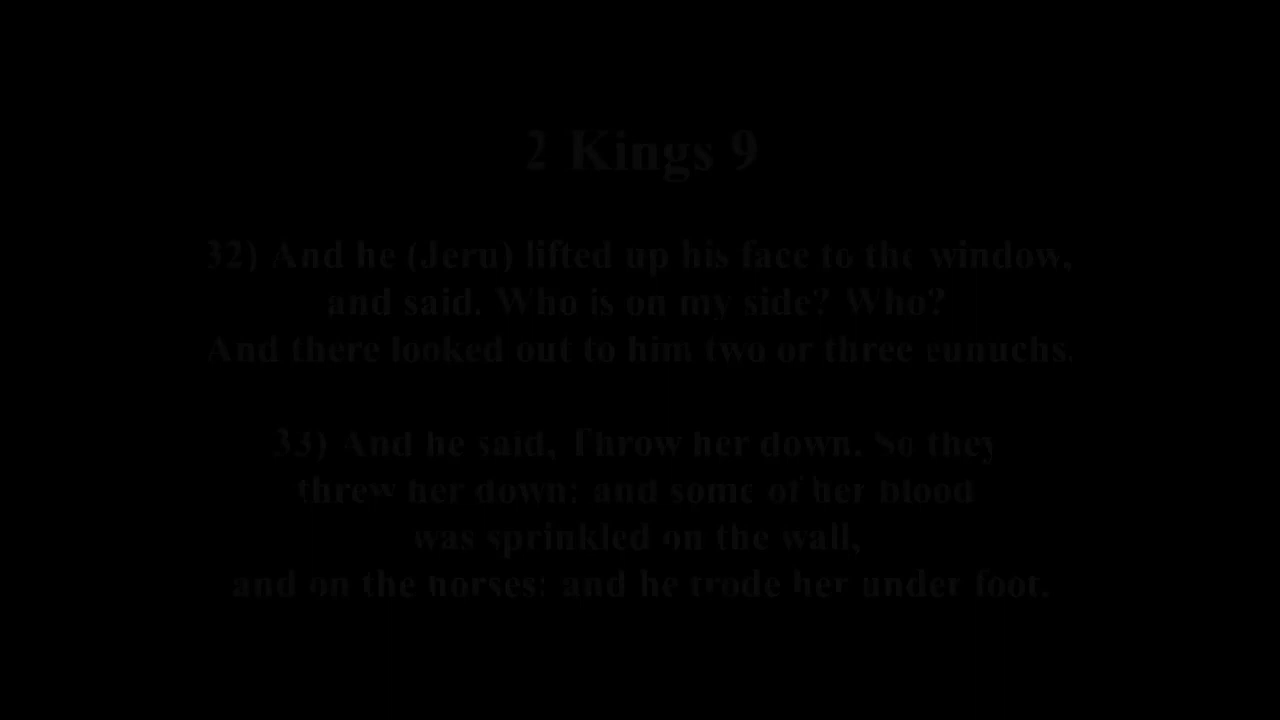 2 Kings 9
32) And he (Jeru) lifted up his face to the window,
and said, Who is on my side? Who?
And there looked out to him two or three eunuchs.
33) And he said, Throw her down. So they
threw her down: and some of her blood
was sprinkled on the wall,
and on the horses: and he trode her under foot.